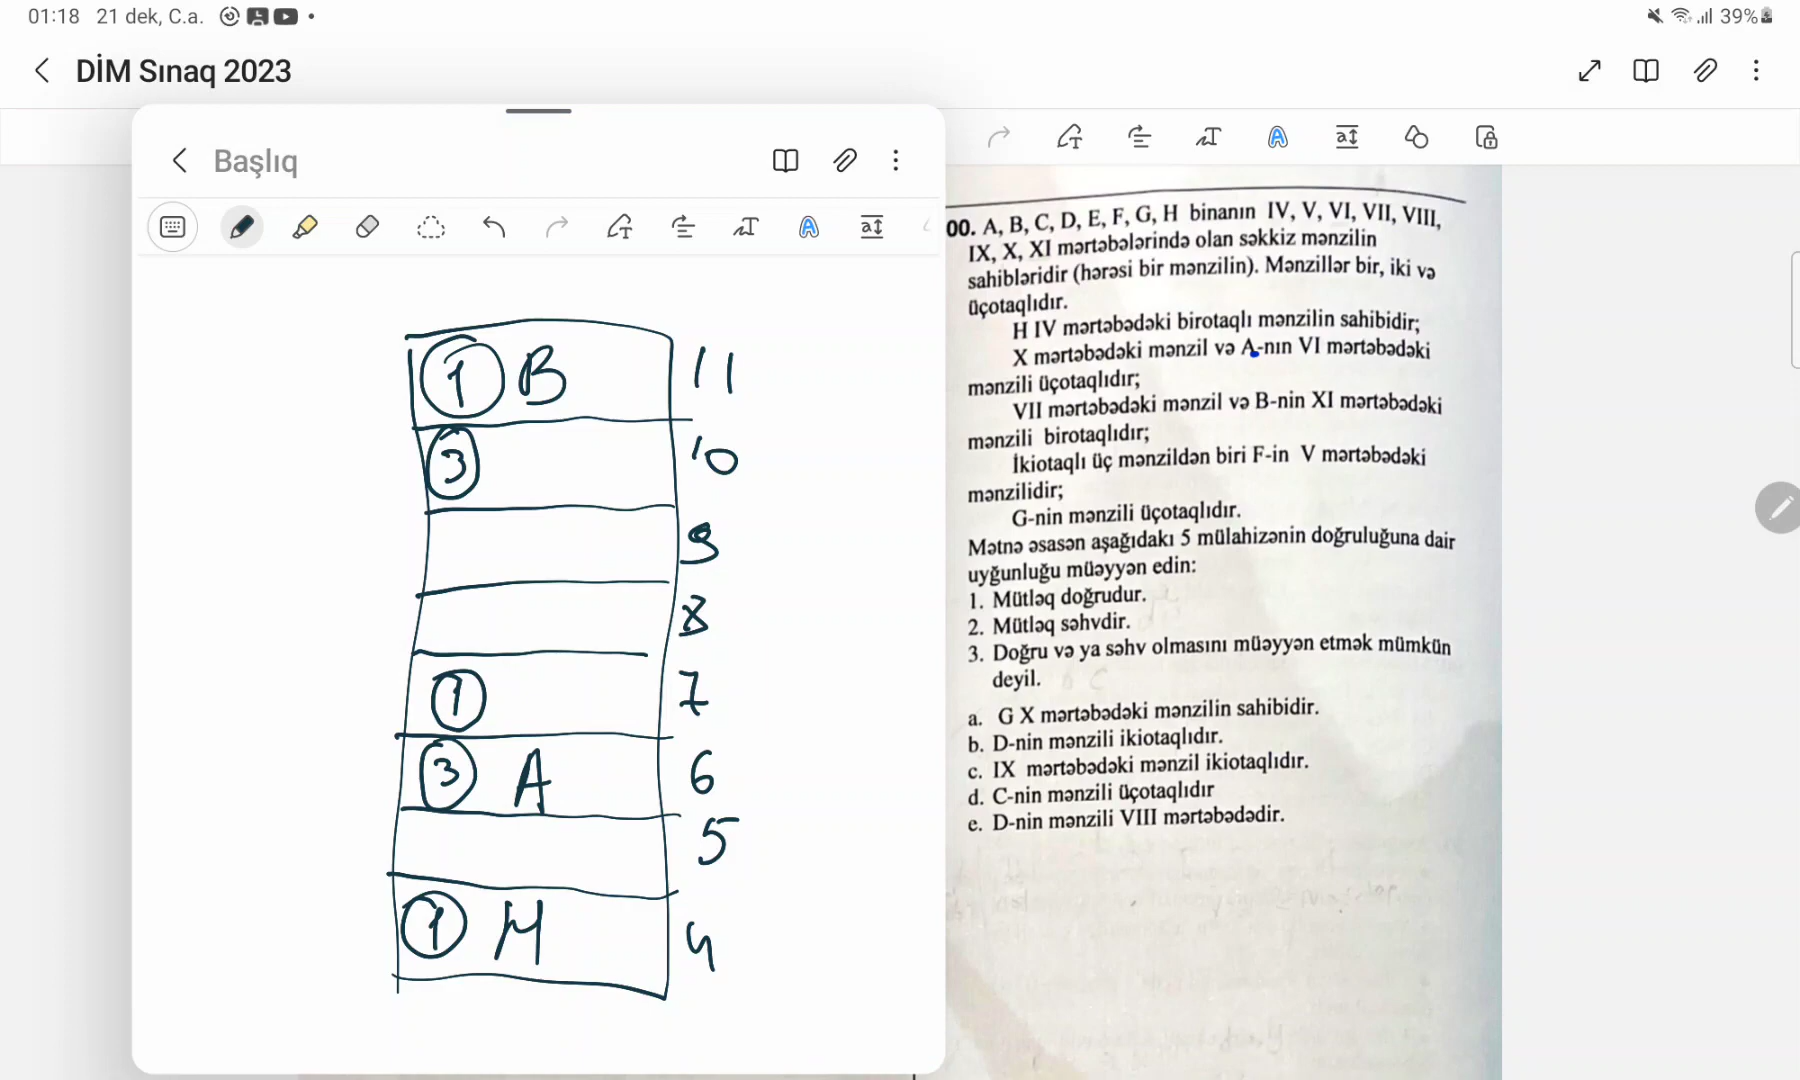 01:18 21 dek, C.a.
39%
DİM Sınaq 2023
Başlıq
1 B 11
3 10
9
8
1 7
3 A 6
5
1 H 4
00. A, B, C, D, E, F, G, H binanın IV, V, VI, VII, VIII,
IX, X, XI mərtəbələrində olan səkkiz mənzilin
sahibləridir (hərəsi bir mənzilin). Mənzillər bir, iki və
üçotaqlıdır.
H IV mərtəbədəki birotaqlı mənzilin sahibidir;
X mərtəbədəki mənzil və A-nın VI mərtəbədəki
mənzili üçotaqlıdır;
VII mərtəbədəki mənzil və B-nin XI mərtəbədəki
mənzili birotaqlıdır;
İkiotaqlı üç mənzildən biri F-in V mərtəbədəki
mənzilidir;
G-nin mənzili üçotaqlıdır.
Mətnə əsasən aşağıdakı 5 mülahizənin doğruluğuna dair
uyğunluğu müəyyən edin:
1. Mütləq doğrudur.
2. Mütləq səhvdir.
3. Doğru və ya səhv olmasını müəyyən etmək mümkün
deyil.
a. G X mərtəbədəki mənzilin sahibidir.
b. D-nin mənzili ikiotaqlıdır.
c. IX mərtəbədəki mənzil ikiotaqlıdır.
d. C-nin mənzili üçotaqlıdır
e. D-nin mənzili VIII mərtəbədədir.